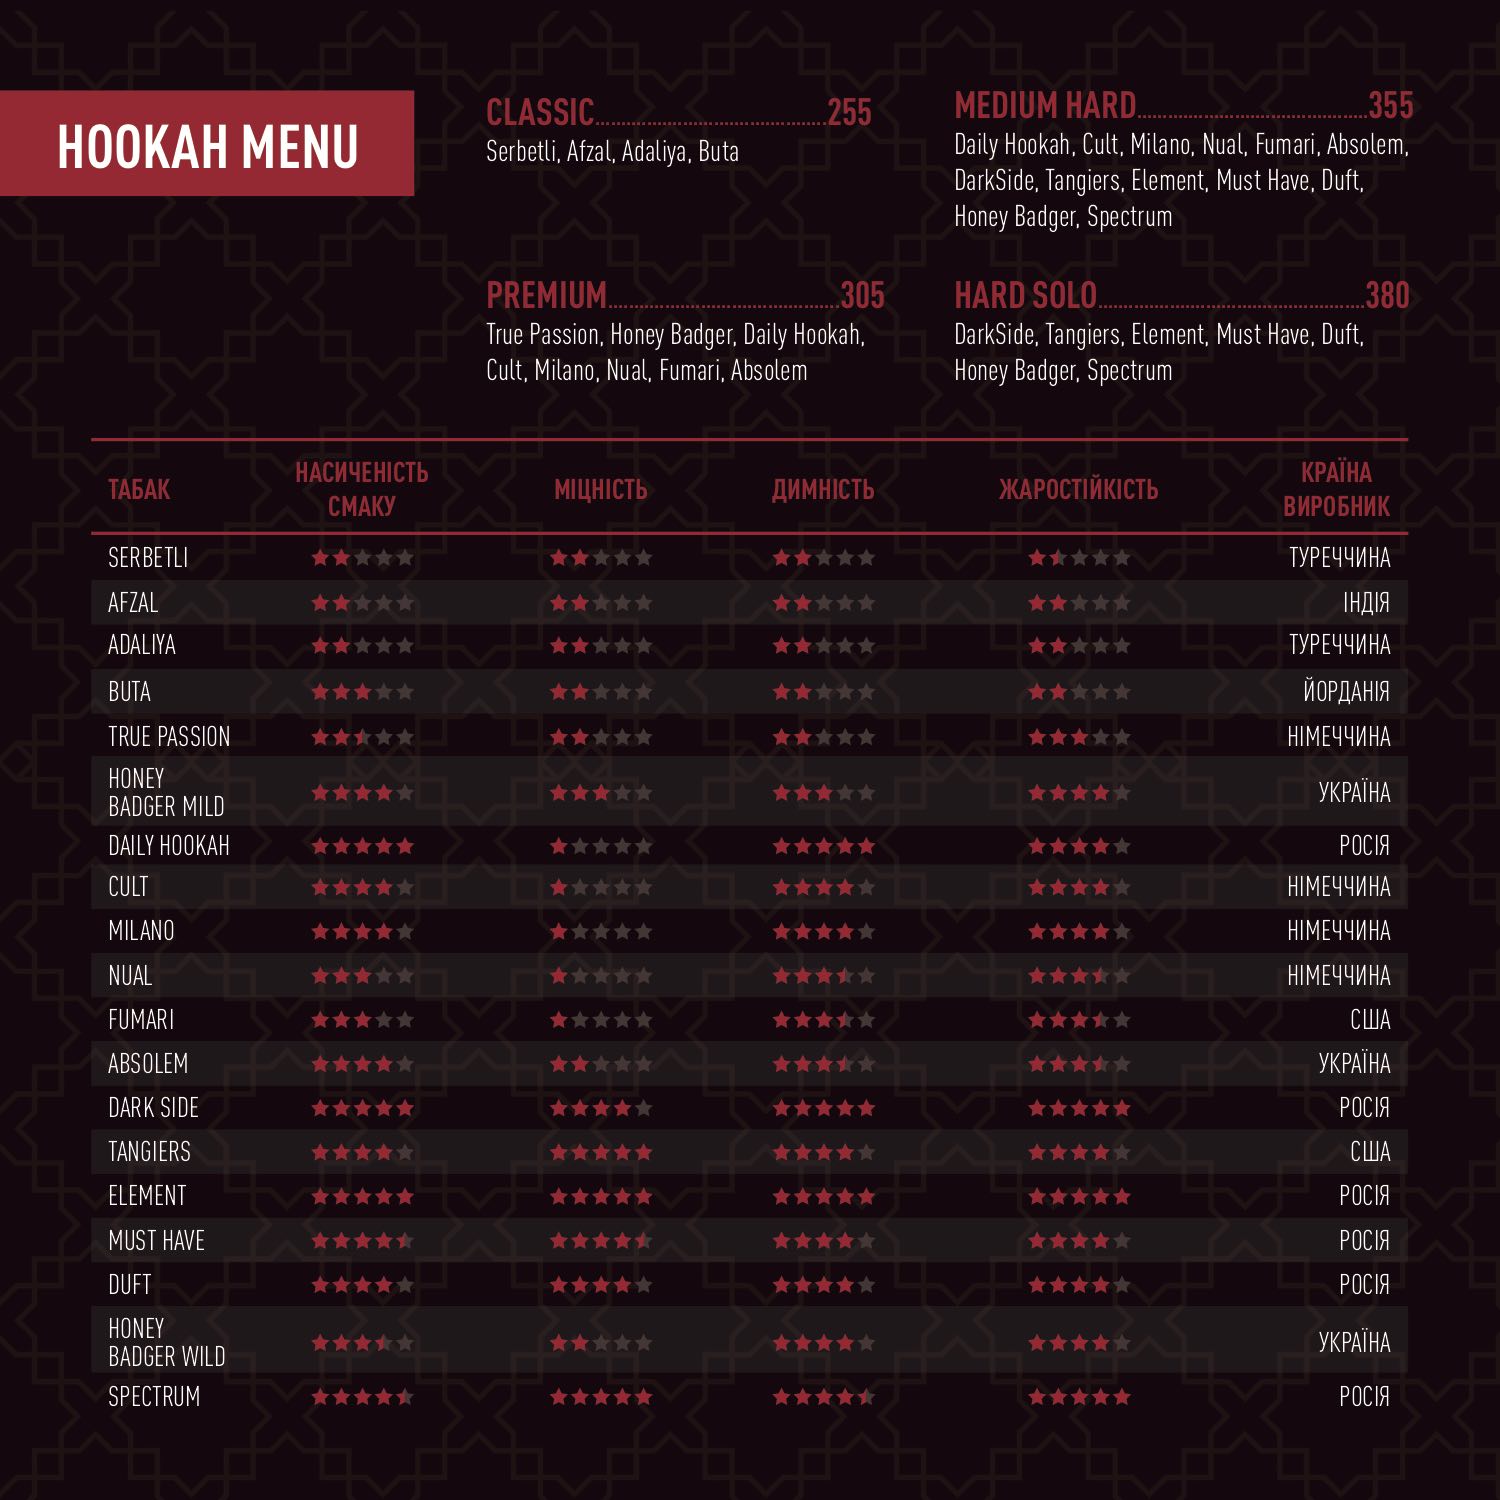 HOOKAH MENU
CLASSIC......................................255
Serbetli, Afzal, Adaliya, Buta
MEDIUM HARD......................................355
Daily Hookah, Cult, Milano, Nual, Fumari, Absolem,
DarkSide, Tangiers, Element, Must Have, Duft,
Honey Badger, Spectrum
PREMIUM......................................305
True Passion, Honey Badger, Daily Hookah,
Cult, Milano, Nual, Fumari, Absolem
HARD SOLO............................................380
DarkSide, Tangiers, Element, Must Have, Duft,
Honey Badger, Spectrum
ТАБАК
НАСИЧЕНІСТЬ
СМАКУ
МІЦНІСТЬ
ДИМНІСТЬ
ЖАРОСТІЙКІСТЬ
КРАЇНА
ВИРОБНИК
SERBETLI ТУРЕЧЧИНА
AFZAL ІНДІЯ
ADALIYA ТУРЕЧЧИНА
BUTA ЙОРДАНІЯ
TRUE PASSION НІМЕЧЧИНА
HONEY
BADGER MILD УКРАЇНА
DAILY HOOKAH РОСІЯ
CULT НІМЕЧЧИНА
MILANO НІМЕЧЧИНА
NUAL НІМЕЧЧИНА
FUMARI США
ABSOLEM УКРАЇНА
DARK SIDE РОСІЯ
TANGIERS США
ELEMENT РОСІЯ
MUST HAVE РОСІЯ
DUFT РОСІЯ
HONEY
BADGER WILD УКРАЇНА
SPECTRUM РОСІЯ